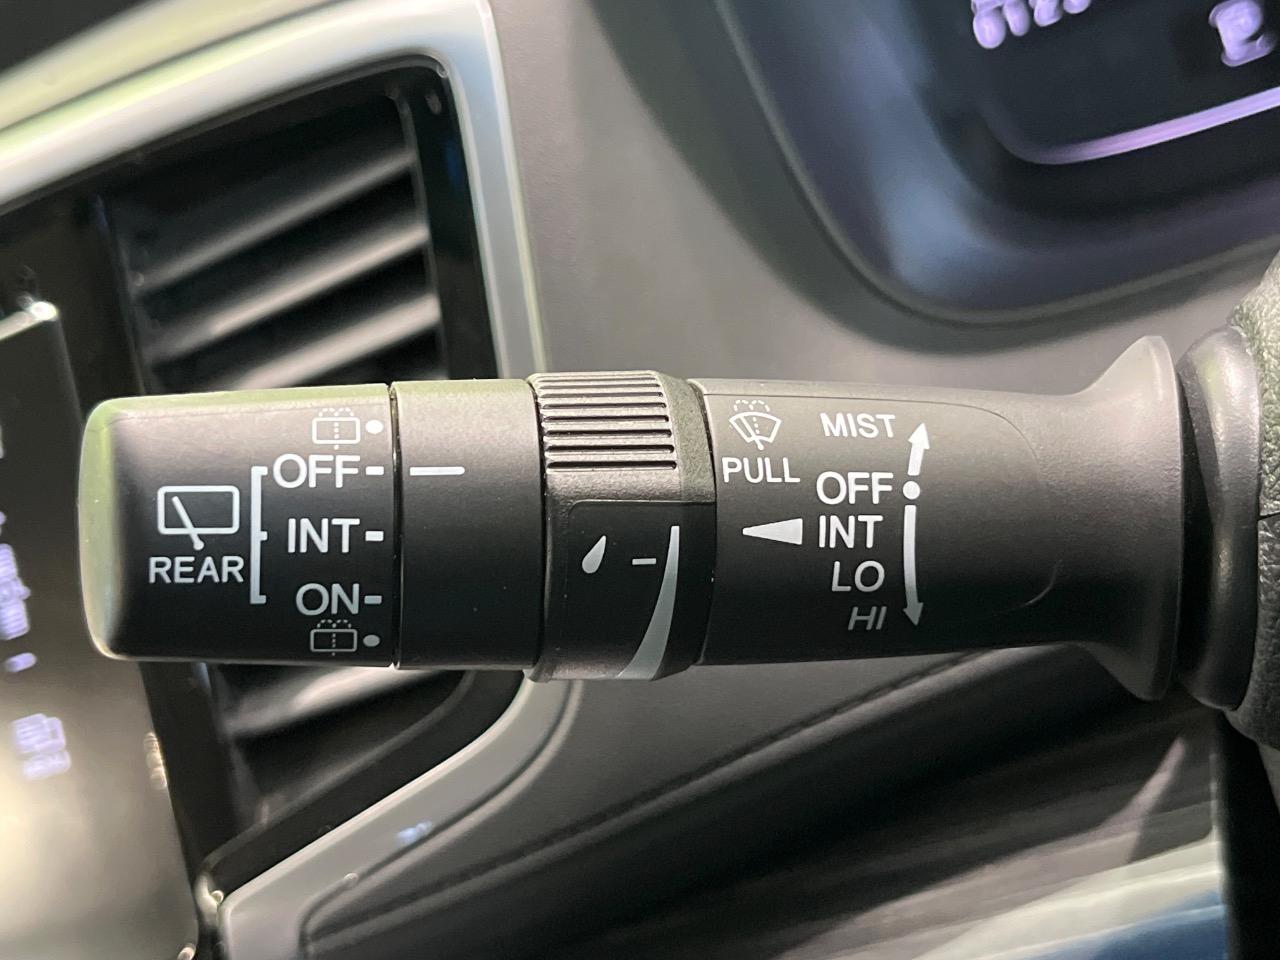 OFF
INT
ON
REAR
PULL
MIST
OFF
INT
LO
HI